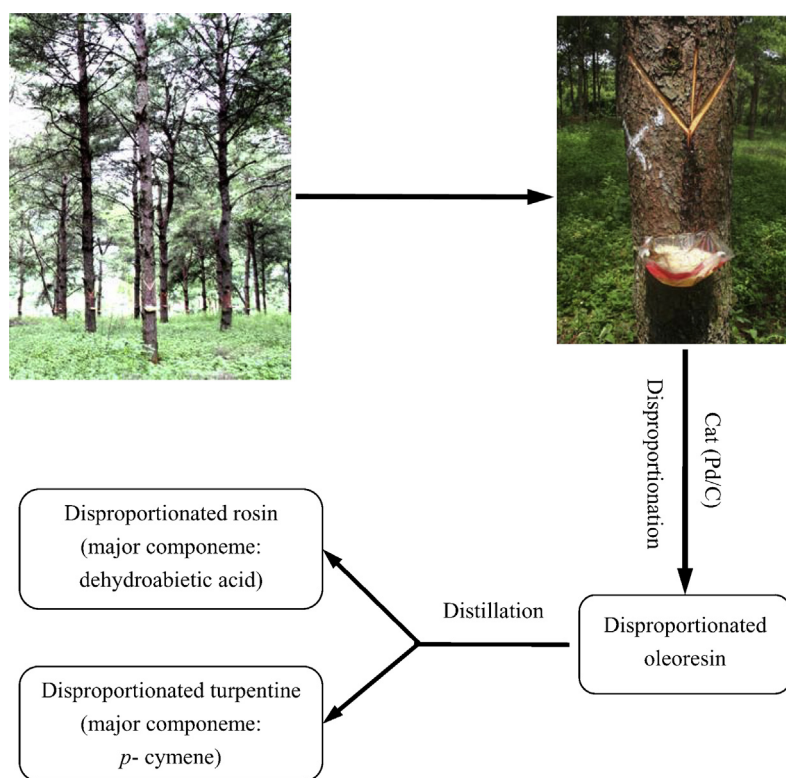 Cat (Pd/C)
Disproportionation
Disproportionated rosin
(major componeme:
dehydroabietic acid)
Distillation
Disproportionated
oleoresin
Disproportionated turpentine
(major componeme:
p- cymene)